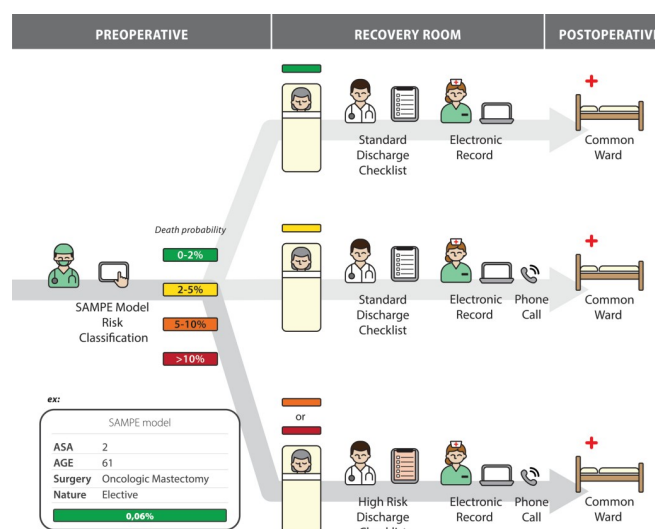 PREOPERATIVE
RECOVERY ROOM
POSTOPERATIVE
Standard
Discharge
Checklist
Electronic
Record
Common
Ward
Death probability
0-2%
2-5%
5-10%
>10%
SAMPE Model
Risk
Classification
Standard
Discharge
Checklist
Electronic
Record
Phone
Call
Common
Ward
ex:
SAMPE model
ASA 2
AGE 61
Surgery Oncologic Mastectomy
Nature Elective
0,06%
or
High Risk
Discharge
Checklist
Electronic
Record
Phone
Call
Common
Ward